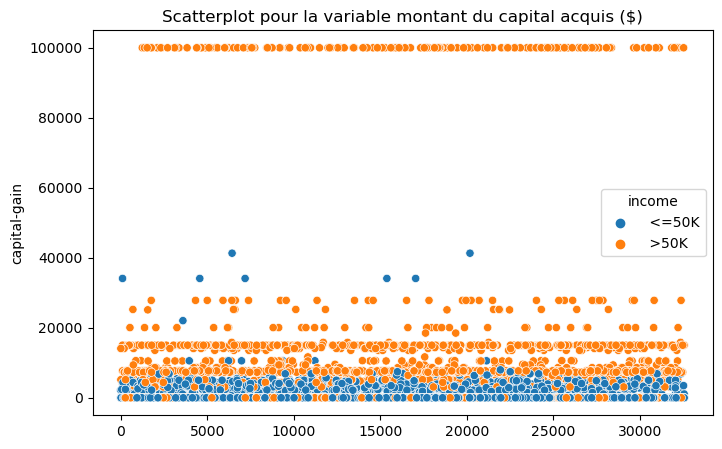 Scatterplot pour la variable montant du capital acquis ($)
100000
80000
60000
40000
20000
0
capital-gain
income
<=50K
>50K
0
5000
10000
15000
20000
25000
30000